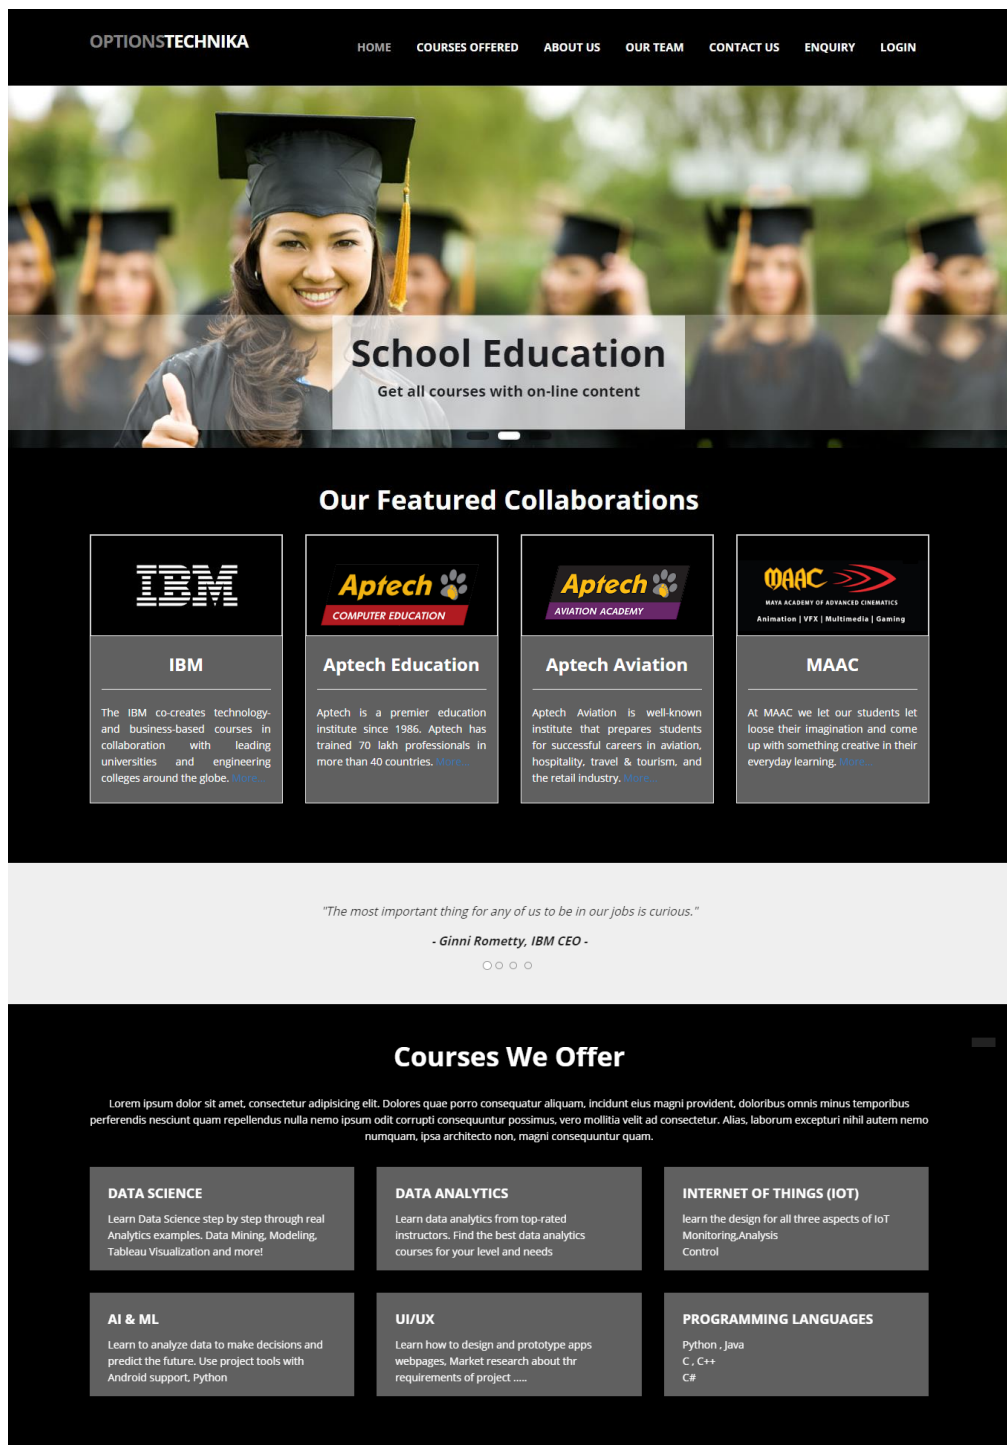 OPTIONSTECHNIKA
HOME COURSES OFFERED ABOUT US OUR TEAM CONTACT US ENQUIRY LOGIN
School Education
Get all courses with on-line content
Our Featured Collaborations
IBM
IBM
The IBM co-creates technology-
and business-based courses in
collaboration with leading
universities and engineering
colleges around the globe. More...
Aptech
COMPUTER EDUCATION
Aptech Education
Aptech is a premier education
institute since 1986. Aptech has
trained 70 lakh professionals in
more than 40 countries. More...
Aptech
AVIATION ACADEMY
Aptech Aviation
Aptech Aviation is well-known
institute that prepares students
for successful careers in aviation,
hospitality, travel & tourism, and
the retail industry. More...
MAAC
MAYA ACADEMY OF ADVANCED CINEMATICS
Animation | VFX | Multimedia | Gaming
MAAC
At MAAC we let our students let
loose their imagination and come
up with something creative in their
everyday learning. More...
"The most important thing for any of us to be in our jobs is curious."
- Ginni Rometty, IBM CEO -
Courses We Offer
Lorem ipsum dolor sit amet, consectetur adipisicing elit. Dolores quae porro consequatur aliquam, incidunt eius magni provident, doloribus omnis minus temporibus
perferendis nesciunt quam repellendus nulla nemo ipsum odit corrupti consequuntur possimus, vero mollitia velit ad consectetur. Alias, laborum excepturi nihil autem nemo
numquam, ipsa architecto non, magni consequuntur quam.
DATA SCIENCE
Learn Data Science step by step through real
Analytics examples. Data Mining, Modeling,
Tableau Visualization and more!
DATA ANALYTICS
Learn data analytics from top-rated
instructors. Find the best data analytics
courses for your level and needs
INTERNET OF THINGS (IOT)
learn the design for all three aspects of IoT
Monitoring,Analysis
Control
AI & ML
Learn to analyze data to make decisions and
predict the future. Use project tools with
Android support, Python
UI/UX
Learn how to design and prototype apps
webpages, Market research about thr
requirements of project .....
PROGRAMMING LANGUAGES
Python , Java
C , C++
C#